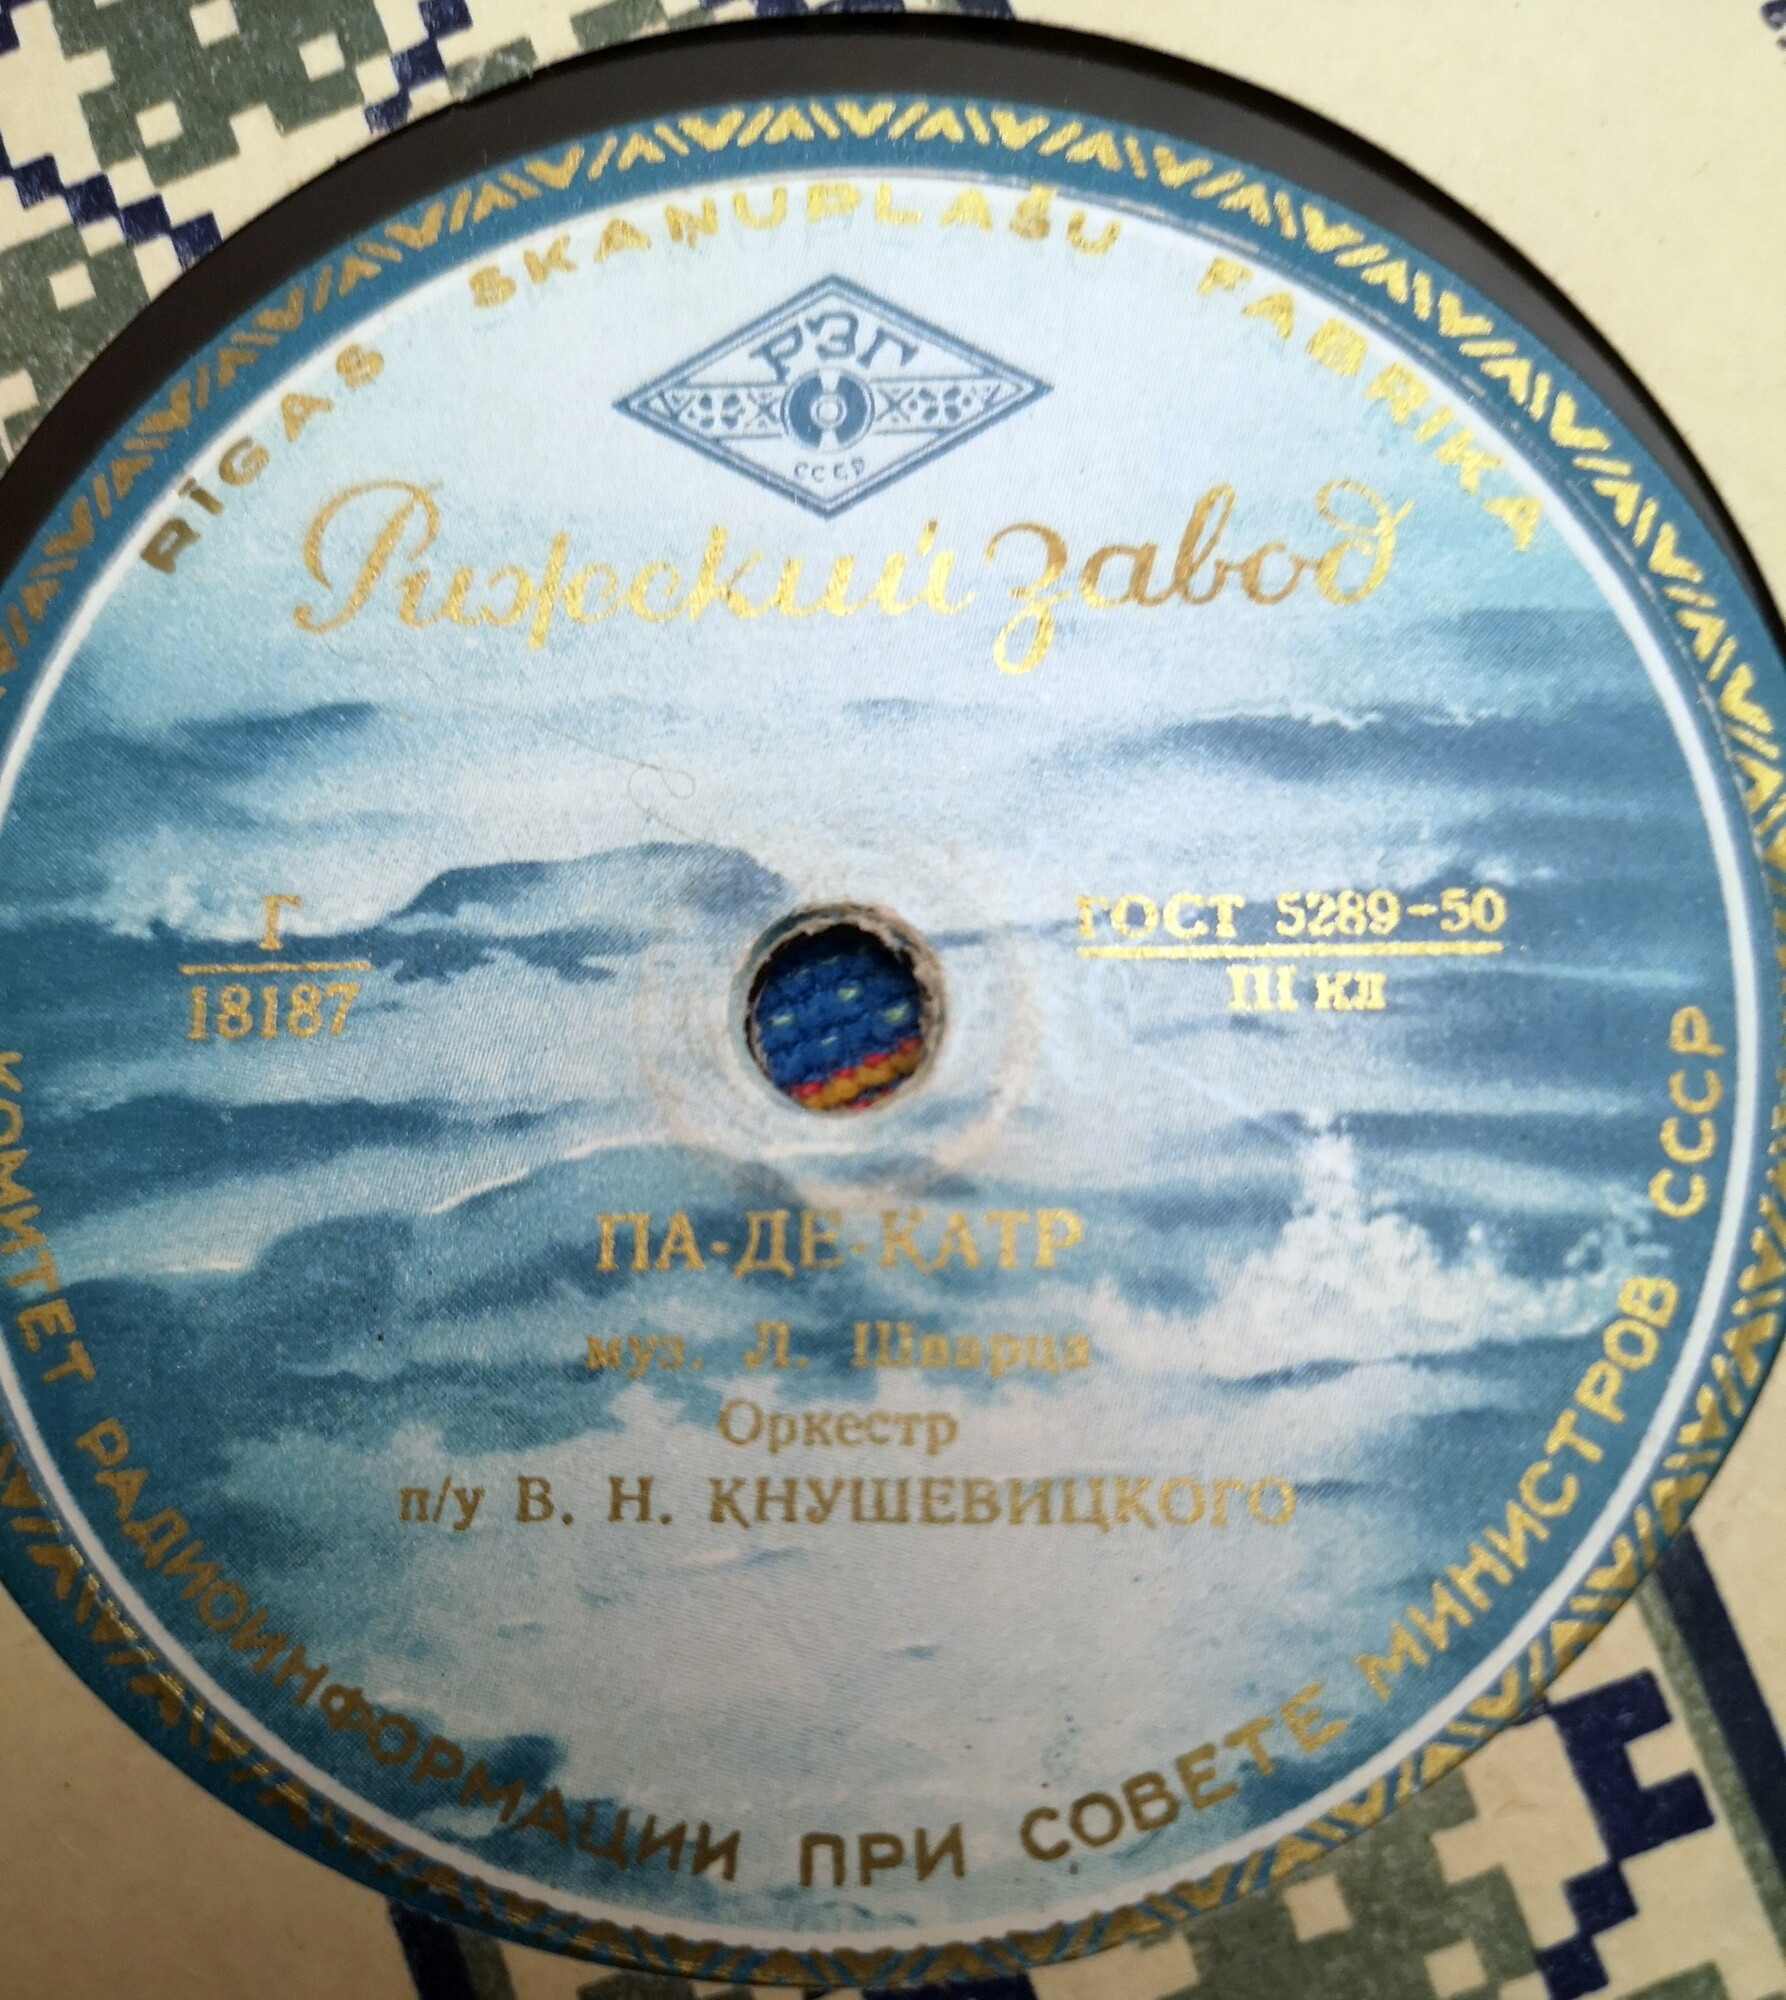 RĪGAS SKAŅUPLAŠU FABRIKA
РЗГ
СССР
Рижский завод
Г
18187
ГОСТ 5289-50
III кл
ПА-ДЕ-КАТР
муз. Л. Шварца
Оркестр
п/у В. Н. КНУШЕВИЦКОГО
КОМИТЕТ РАДИОИНФОРМАЦИИ ПРИ СОВЕТЕ МИНИСТРОВ СССР